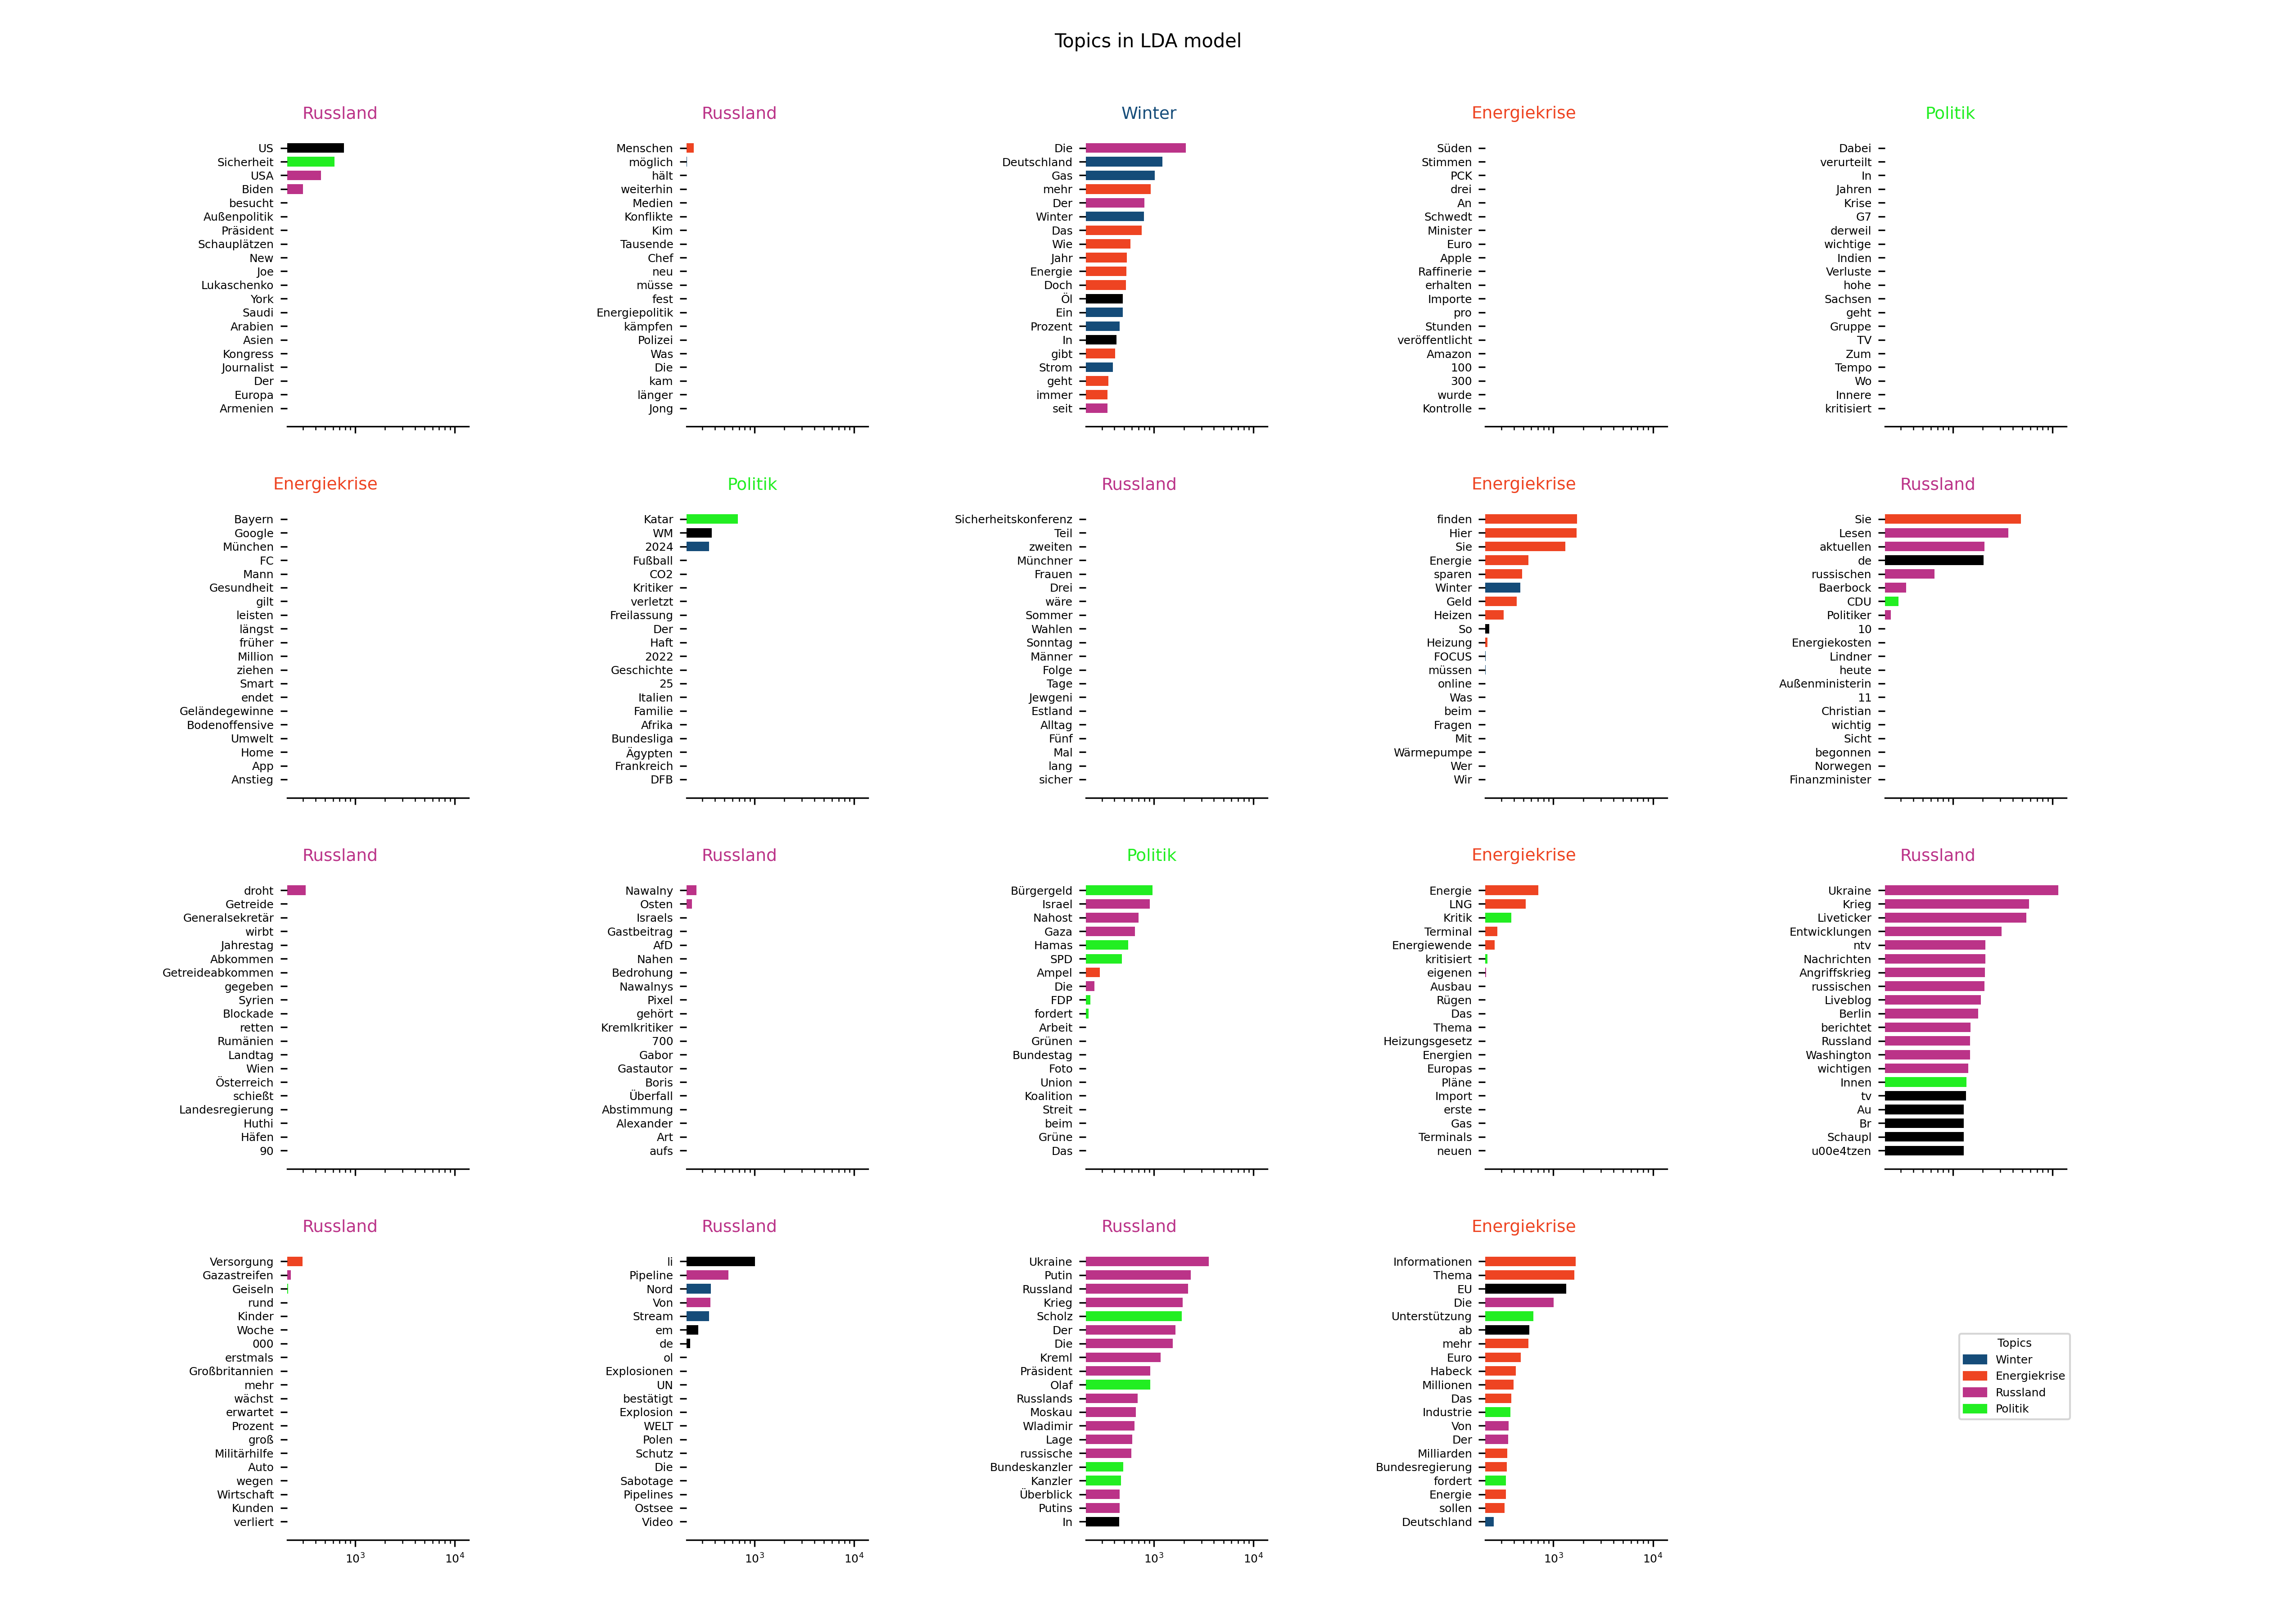 Topics in LDA model
Russland
US
Sicherheit
USA
Biden
besucht
Außenpolitik
Präsident
Schauplätzen
New
Joe
Lukaschenko
York
Saudi
Arabien
Asien
Kongress
Journalist
Der
Europa
Armenien
Russland
Menschen
möglich
hält
weiterhin
Medien
Konflikte
Kim
Tausende
Chef
neu
müsse
fest
Energiepolitik
kämpfen
Polizei
Was
Die
kam
länger
Jong
Winter
Die
Deutschland
Gas
mehr
Der
Winter
Das
Wie
Jahr
Energie
Doch
Öl
Ein
Prozent
In
gibt
Strom
geht
immer
seit
Energiekrise
Süden
Stimmen
PCK
drei
An
Schwedt
Minister
Euro
Apple
Raffinerie
erhalten
Importe
pro
Stunden
veröffentlicht
Amazon
100
300
wurde
Kontrolle
Politik
Dabei
verurteilt
In
Jahren
Krise
G7
derweil
wichtige
Indien
Verluste
hohe
Sachsen
geht
Gruppe
TV
Zum
Tempo
Wo
Innere
kritisiert
Energiekrise
Bayern
Google
München
FC
Mann
Gesundheit
gilt
leisten
längst
früher
Million
ziehen
Smart
endet
Geländegewinne
Bodenoffensive
Umwelt
Home
App
Anstieg
Politik
Katar
WM
2024
Fußball
CO2
Kritiker
verletzt
Freilassung
Der
Haft
2022
Geschichte
25
Italien
Familie
Afrika
Bundesliga
Ägypten
Frankreich
DFB
Russland
Sicherheitskonferenz
Teil
zweiten
Münchner
Frauen
Drei
wäre
Sommer
Wahlen
Sonntag
Männer
Folge
Tage
Jewgeni
Estland
Alltag
Fünf
Mal
lang
sicher
Energiekrise
finden
Hier
Sie
Energie
sparen
Winter
Geld
Heizen
So
Heizung
FOCUS
müssen
online
Was
beim
Fragen
Mit
Wärmepumpe
Wer
Wir
Russland
Sie
Lesen
aktuellen
de
russischen
Baerbock
CDU
Politiker
10
Energiekosten
Lindner
heute
Außenministerin
11
Christian
wichtig
Sicht
begonnen
Norwegen
Finanzminister
Russland
droht
Getreide
Generalsekretär
wirbt
Jahrestag
Abkommen
Getreideabkommen
gegeben
Syrien
Blockade
retten
Rumänien
Landtag
Wien
Österreich
schießt
Landesregierung
Huthi
Häfen
90
Russland
Nawalny
Osten
Israels
Gastbeitrag
AfD
Nahen
Bedrohung
Nawalnys
Pixel
gehört
Kremlkritiker
700
Gabor
Gastautor
Boris
Überfall
Abstimmung
Alexander
Art
aufs
Politik
Bürgergeld
Israel
Nahost
Gaza
Hamas
SPD
Ampel
Die
FDP
fordert
Arbeit
Grünen
Bundestag
Foto
Union
Koalition
Streit
beim
Grüne
Das
Energiekrise
Energie
LNG
Kritik
Terminal
Energiewende
kritisiert
eigenen
Ausbau
Rügen
Das
Thema
Heizungsgesetz
Energien
Europas
Pläne
Import
erste
Gas
Terminals
neuen
Russland
Ukraine
Krieg
Liveticker
Entwicklungen
ntv
Nachrichten
Angriffskrieg
russischen
Liveblog
Berlin
berichtet
Russland
Washington
wichtigen
Innen
tv
Au
Br
Schaupl
u00e4tzen
Russland
Versorgung
Gazastreifen
Geiseln
rund
Kinder
Woche
000
erstmals
Großbritannien
mehr
wächst
erwartet
Prozent
groß
Militärhilfe
Auto
wegen
Wirtschaft
Kunden
verliert
10³ 10⁴
Russland
li
Pipeline
Nord
Von
Stream
em
de
ol
Explosionen
UN
bestätigt
Explosion
WELT
Polen
Schutz
Die
Sabotage
Pipelines
Ostsee
Video
10³ 10⁴
Russland
Ukraine
Putin
Russland
Krieg
Scholz
Der
Die
Kreml
Präsident
Olaf
Russlands
Moskau
Wladimir
Lage
russische
Bundeskanzler
Kanzler
Überblick
Putins
In
10³ 10⁴
Energiekrise
Informationen
Thema
EU
Die
Unterstützung
ab
mehr
Euro
Habeck
Millionen
Das
Industrie
Von
Der
Milliarden
Bundesregierung
fordert
Energie
sollen
Deutschland
10³ 10⁴
Topics
Winter
Energiekrise
Russland
Politik